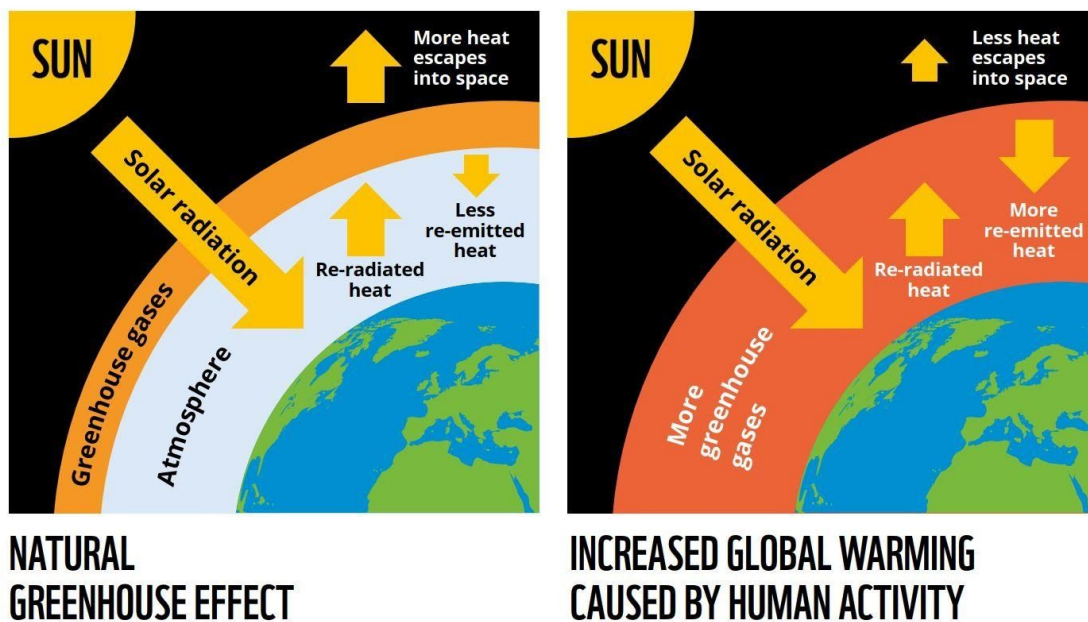 SUN
More heat
escapes
into space
Solar radiation
Less
re-emitted
heat
Re-radiated
heat
Greenhouse gases
Atmosphere
NATURAL
GREENHOUSE EFFECT
SUN
Less heat
escapes
into space
Solar radiation
More
re-emitted
heat
Re-radiated
heat
More
greenhouse
gases
INCREASED GLOBAL WARMING
CAUSED BY HUMAN ACTIVITY